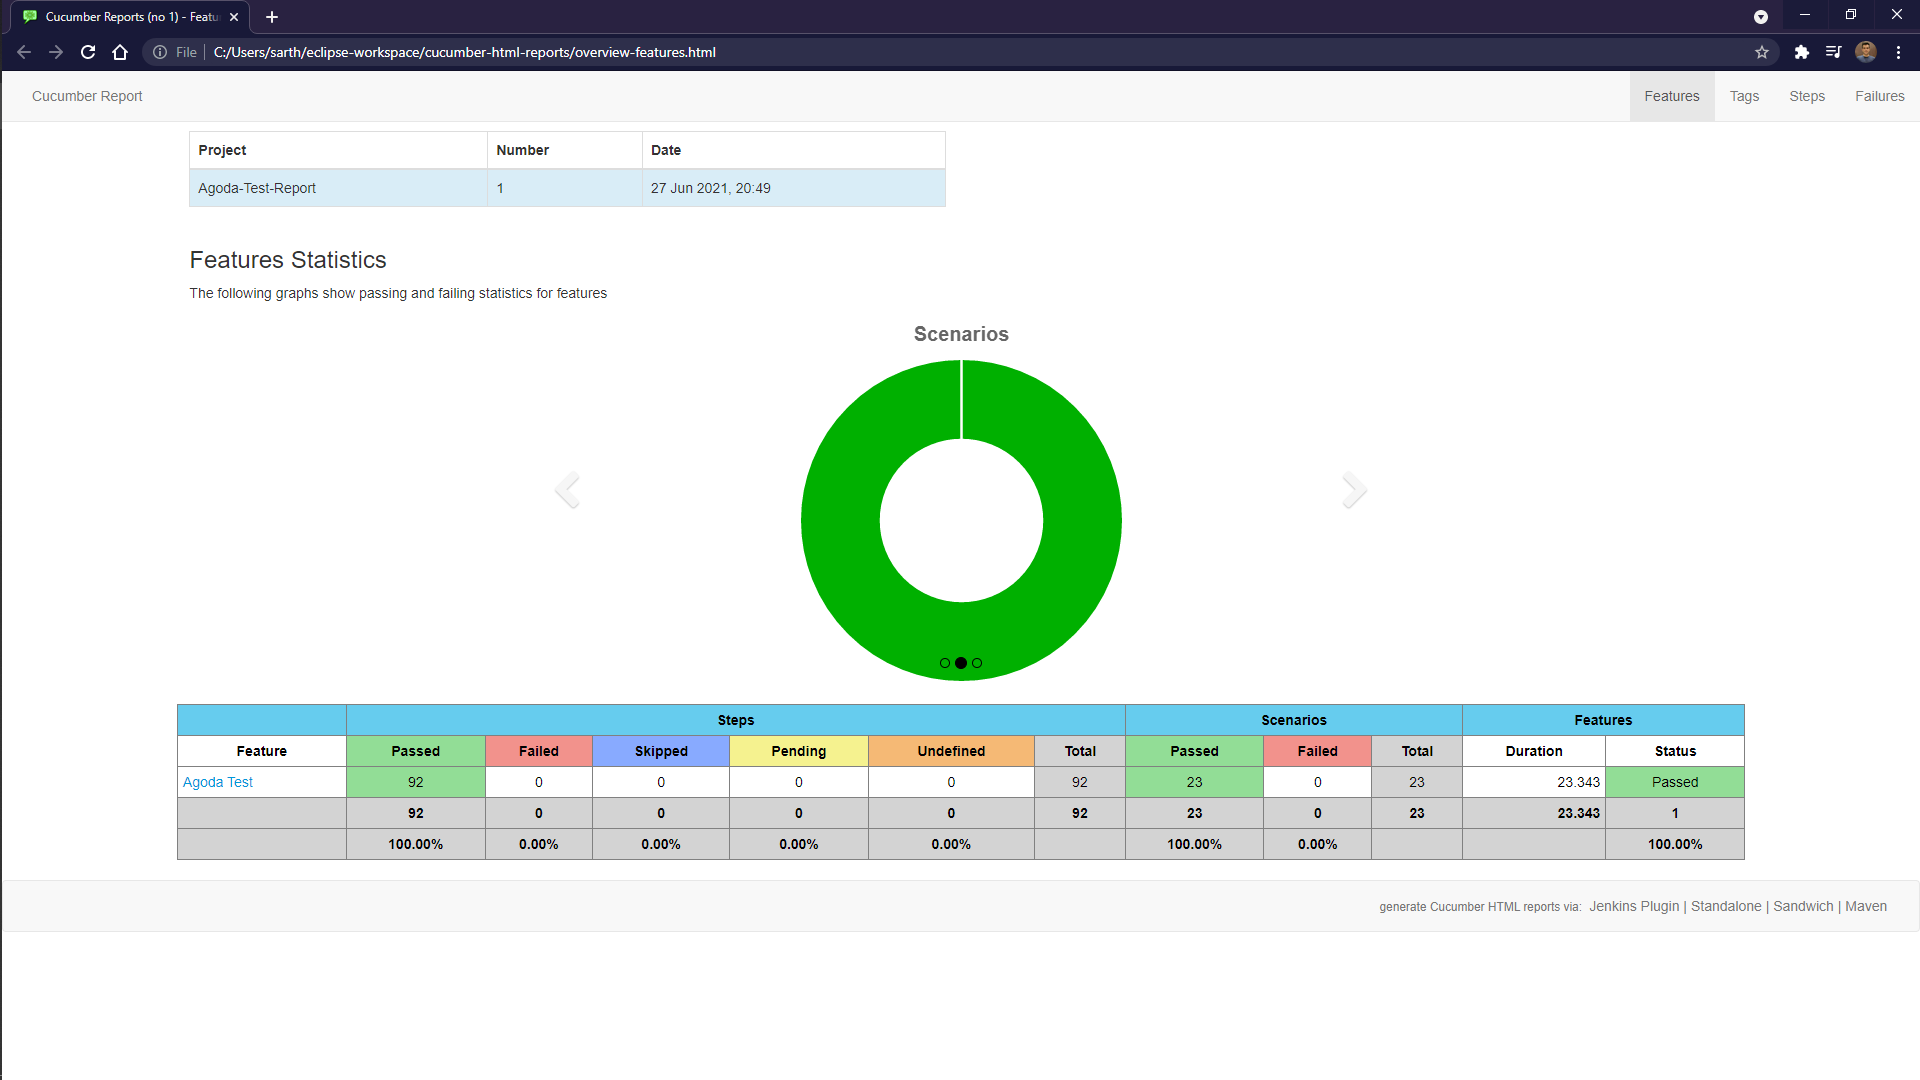 Cucumber Reports (no 1) - Featu
File C:/Users/sarth/eclipse-workspace/cucumber-html-reports/overview-features.html
Cucumber Report Features Tags Steps Failures
Project Number Date
Agoda-Test-Report 1 27 Jun 2021, 20:49
Features Statistics
The following graphs show passing and failing statistics for features
Scenarios
Steps Scenarios Features
Feature Passed Failed Skipped Pending Undefined Total Passed Failed Total Duration Status
Agoda Test 92 0 0 0 0 92 23 0 23 23.343 Passed
92 0 0 0 0 92 23 0 23 23.343 1
100.00% 0.00% 0.00% 0.00% 0.00% 100.00% 0.00% 100.00%
generate Cucumber HTML reports via: Jenkins Plugin | Standalone | Sandwich | Maven